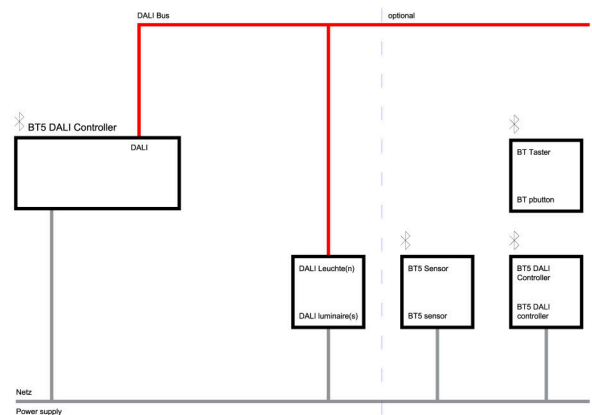 DALI Bus
optional
BT5 DALI Controller
DALI
BT Taster
BT pbutton
DALI Leuchte(n)
DALI luminaire(s)
BT5 Sensor
BT5 sensor
BT5 DALI
Controller
BT5 DALI
controller
Netz
Power supply